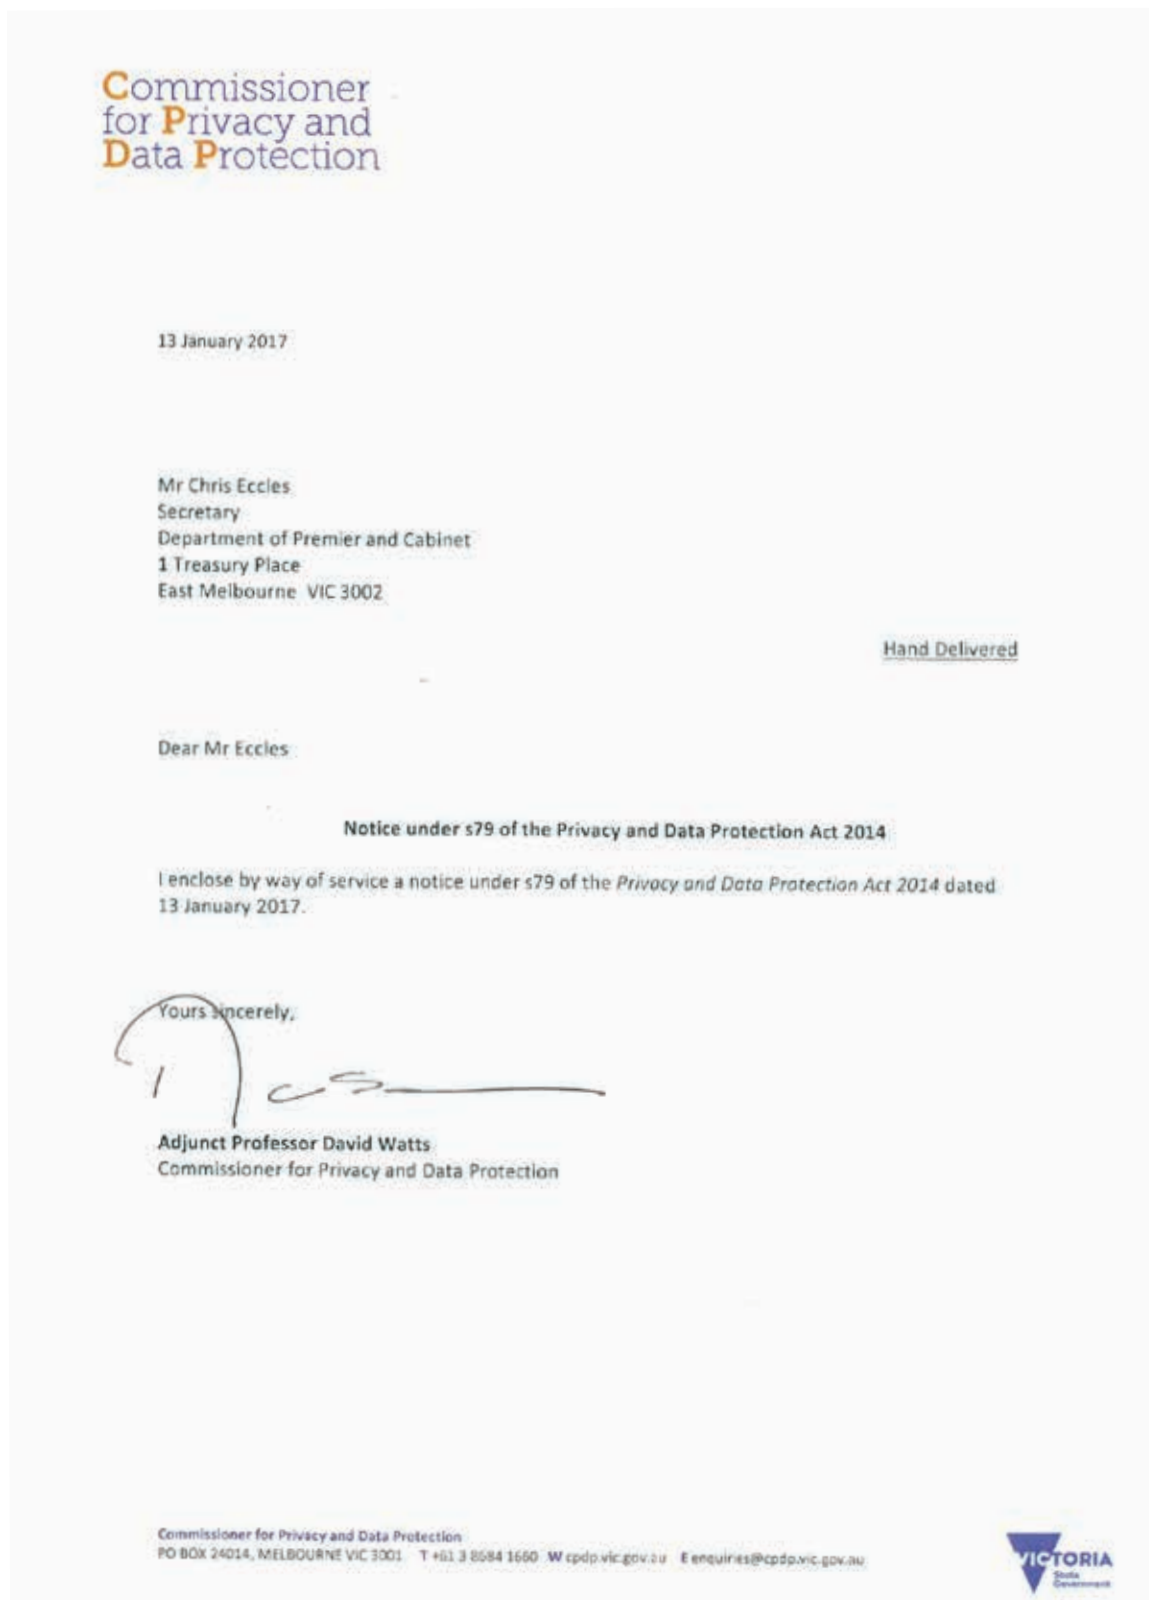 Commissioner
for Privacy and
Data Protection
13 January 2017
Mr Chris Eccles
Secretary
Department of Premier and Cabinet
1 Treasury Place
East Melbourne VIC 3002
Hand Delivered
Dear Mr Eccles
Notice under s79 of the Privacy and Data Protection Act 2014
I enclose by way of service a notice under s79 of the Privacy and Data Protection Act 2014 dated
13 January 2017.
Yours sincerely,
Adjunct Professor David Watts
Commissioner for Privacy and Data Protection
Commissioner for Privacy and Data Protection
PO BOX 24014, MELBOURNE VIC 3001 T +61 3 8684 1660 W cpdp.vic.gov.au E enquiries@cpdp.vic.gov.au
VICTORIA
State
Government